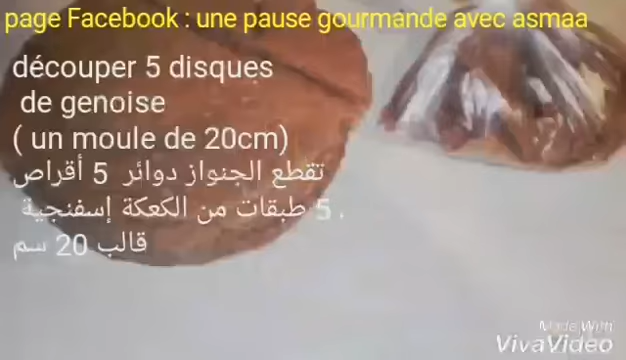 page Facebook : une pause gourmande avec asmaa
découper 5 disques
de genoise
( un moule de 20cm)
تقطع الجنواز دوائر 5 أقراص
. 5 طبقات من الكعكة إسفنجية
قالب 20 سم
Made With
VivaVideo